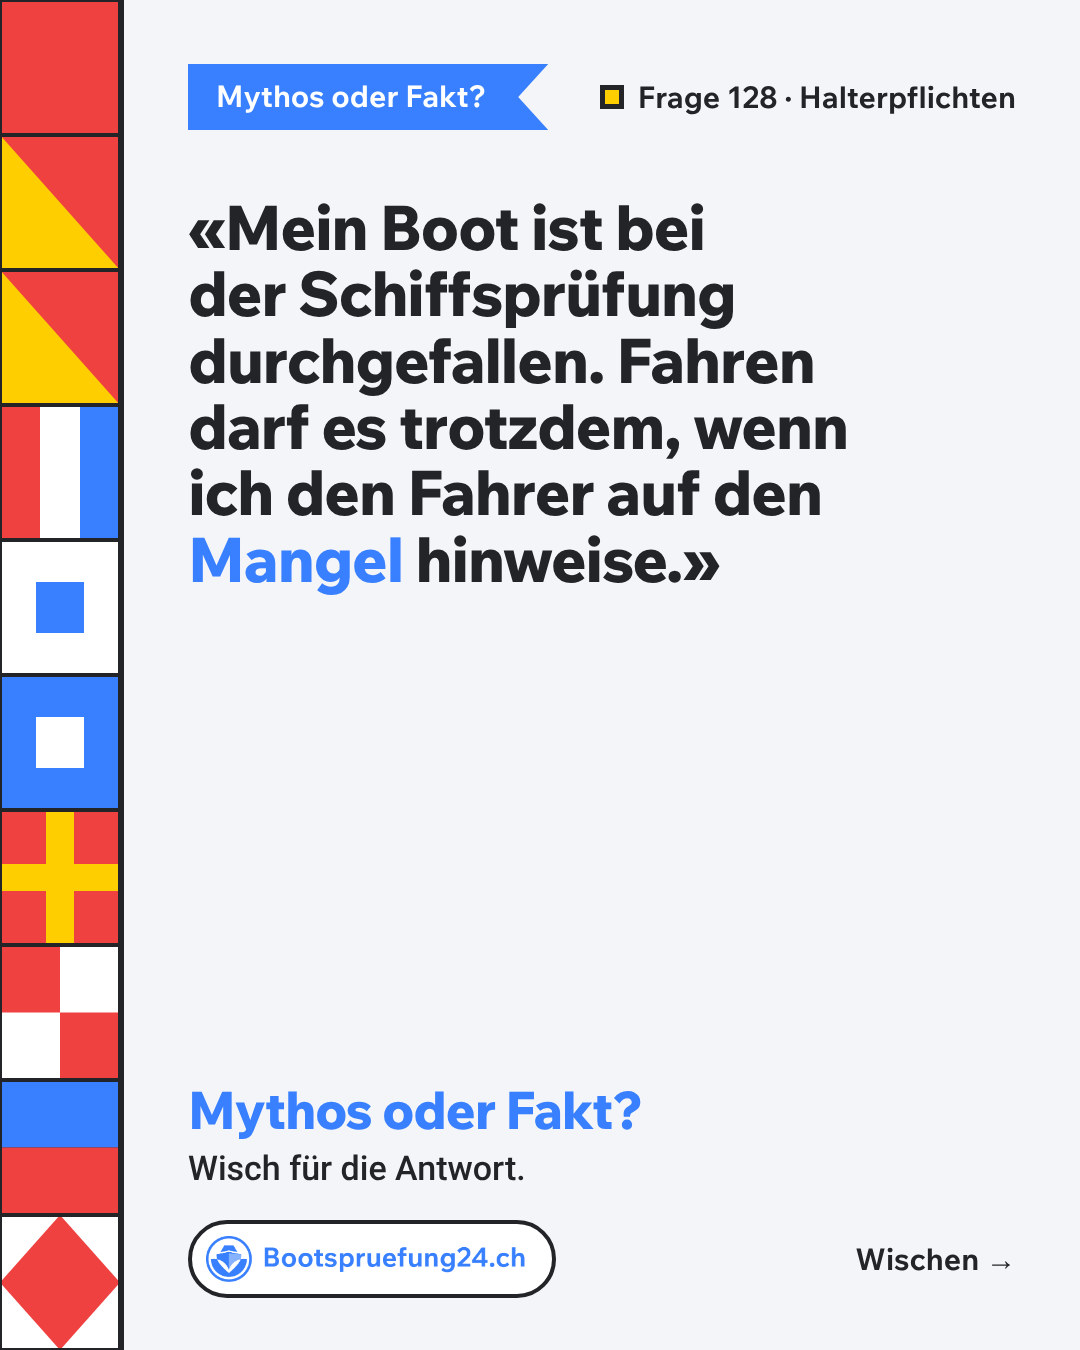 Mythos oder Fakt?
Frage 128 · Halterpflichten
«Mein Boot ist bei
der Schiffsprüfung
durchgefallen. Fahren
darf es trotzdem, wenn
ich den Fahrer auf den
Mangel hinweise.»
Mythos oder Fakt?
Wisch für die Antwort.
Bootspruefung24.ch
Wischen →